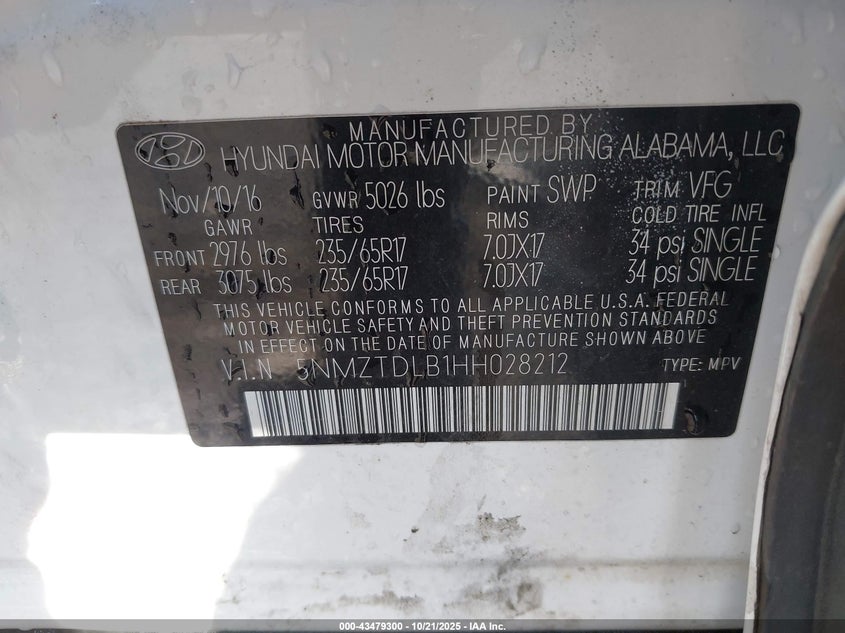 MANUFACTURED BY
HYUNDAI MOTOR MANUFACTURING ALABAMA, LLC
Nov/10/16 GVWR 5026 lbs PAINT SWP TRIM VFG
GAWR TIRES RIMS COLD TIRE INFL
FRONT 2976 lbs 235/65R17 7.0JX17 34 psi SINGLE
REAR 3075 lbs 235/65R17 7.0JX17 34 psi SINGLE
THIS VEHICLE CONFORMS TO ALL APPLICABLE U.S.A. FEDERAL
MOTOR VEHICLE SAFETY AND THEFT PREVENTION STANDARDS
IN EFFECT ON THE DATE OF MANUFACTURE SHOWN ABOVE
V.I.N 5NMZTDLB1HH028212 TYPE: MPV
000-43479300 - 10/21/2025 - IAA Inc.